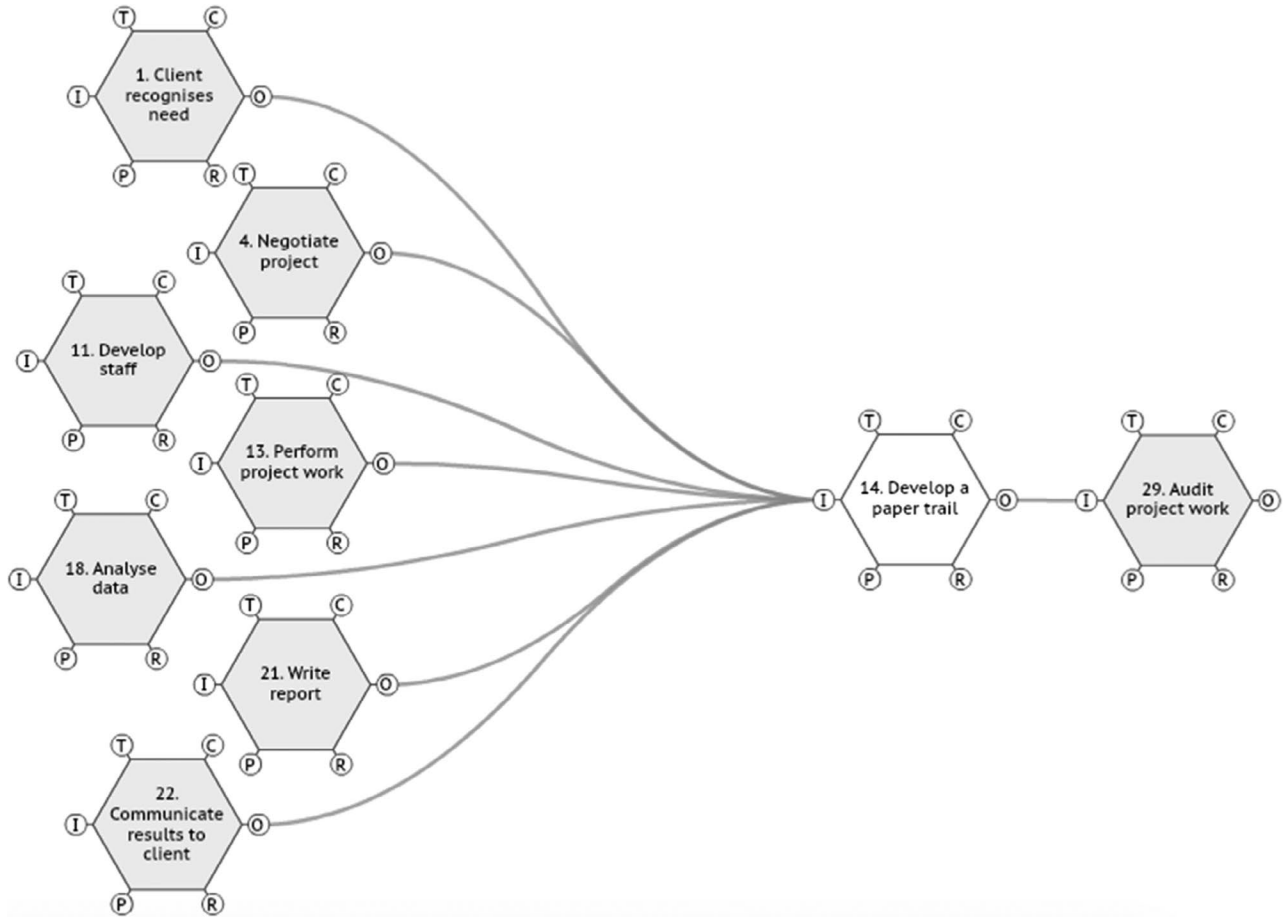 T C
1. Client
recognises
need
I O
P R
T C
4. Negotiate
project
I O
P R
T C
11. Develop
staff
I O
P R
T C
13. Perform
project work
I O
P R
T C
18. Analyse
data
I O
P R
T C
21. Write
report
I O
P R
T C
22.
Communicate
results to
client
I O
P R
T C
14. Develop a
paper trail
I O
P R
T C
29. Audit
project work
I O
P R